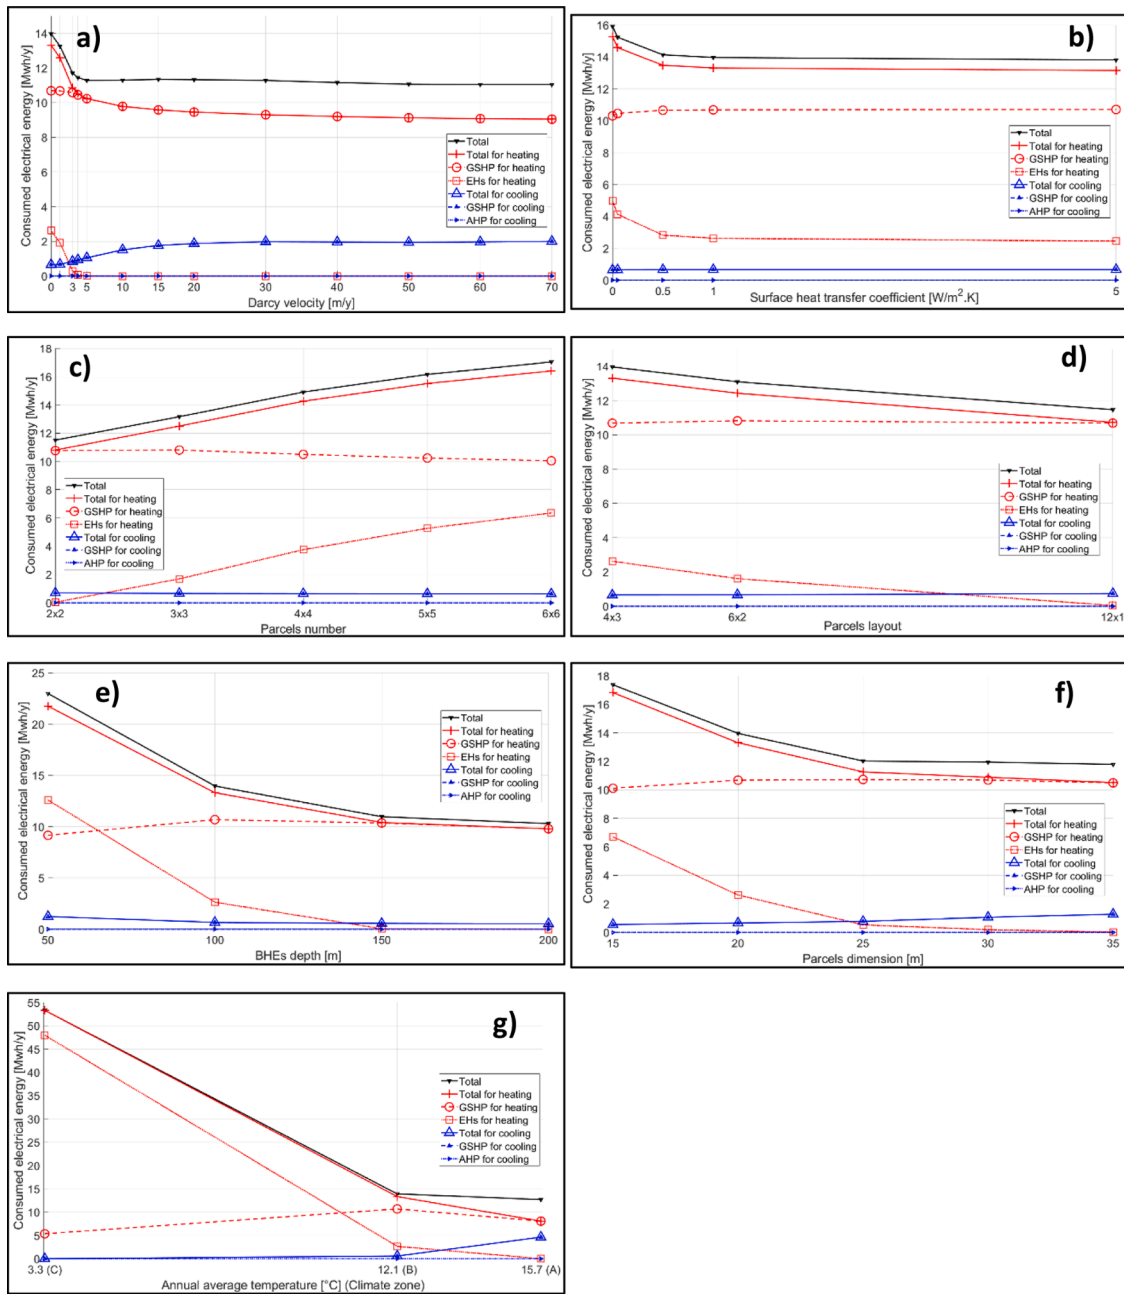 a)
Consumed electrical energy [Mwh/y]
14
12
10
8
6
4
2
0
Total
Total for heating
GSHP for heating
EHs for heating
Total for cooling
GSHP for cooling
AHP for cooling
0 3 5 10 15 20 30 40 50 60 70
Darcy velocity [m/y]
b)
Consumed electrical energy [Mwh/y]
16
14
12
10
8
6
4
2
0
Total
Total for heating
GSHP for heating
EHs for heating
Total for cooling
GSHP for cooling
AHP for cooling
0 0.5 1 5
Surface heat transfer coefficient [W/m².K]
c)
Consumed electrical energy [Mwh/y]
18
16
14
12
10
8
6
4
2
0
Total
Total for heating
GSHP for heating
EHs for heating
Total for cooling
GSHP for cooling
AHP for cooling
2x2 3x3 4x4 5x5 6x6
Parcels number
d)
Consumed electrical energy [Mwh/y]
14
12
10
8
6
4
2
0
Total
Total for heating
GSHP for heating
EHs for heating
Total for cooling
GSHP for cooling
AHP for cooling
4x3 6x2 12x1
Parcels layout
e)
Consumed electrical energy [Mwh/y]
25
20
15
10
5
0
Total
Total for heating
GSHP for heating
EHs for heating
Total for cooling
GSHP for cooling
AHP for cooling
50 100 150 200
BHEs depth [m]
f)
Consumed electrical energy [Mwh/y]
18
16
14
12
10
8
6
4
2
0
Total
Total for heating
GSHP for heating
EHs for heating
Total for cooling
GSHP for cooling
AHP for cooling
15 20 25 30 35
Parcels dimension [m]
g)
Consumed electrical energy [Mwh/y]
55
50
45
40
35
30
25
20
15
10
5
0
Total
Total for heating
GSHP for heating
EHs for heating
Total for cooling
GSHP for cooling
AHP for cooling
3.3 (C) 12.1 (B) 15.7 (A)
Annual average temperature [°C] (Climate zone)